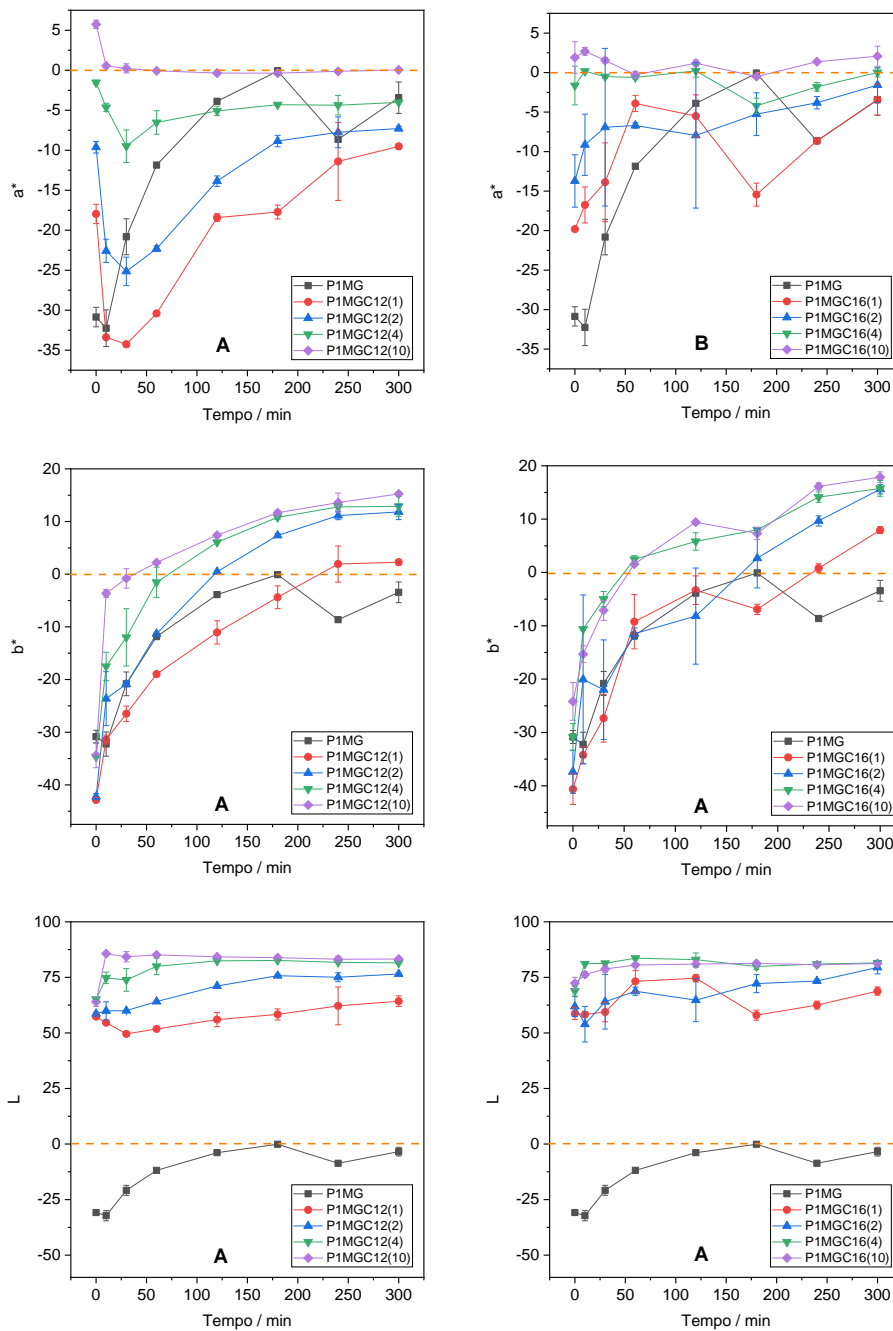 5
0
-5
-10
-15
-20
-25
-30
-35
a*
P1MG
P1MGC12(1)
P1MGC12(2)
P1MGC12(4)
P1MGC12(10)
A
0 50 100 150 200 250 300
Tempo / min
5
0
-5
-10
-15
-20
-25
-30
-35
a*
P1MG
P1MGC16(1)
P1MGC16(2)
P1MGC16(4)
P1MGC16(10)
B
0 50 100 150 200 250 300
Tempo / min
20
10
0
-10
-20
-30
-40
b*
P1MG
P1MGC12(1)
P1MGC12(2)
P1MGC12(4)
P1MGC12(10)
A
0 50 100 150 200 250 300
Tempo / min
20
10
0
-10
-20
-30
-40
b*
P1MG
P1MGC16(1)
P1MGC16(2)
P1MGC16(4)
P1MGC16(10)
A
0 50 100 150 200 250 300
Tempo / min
100
75
50
25
0
-25
-50
L
P1MG
P1MGC12(1)
P1MGC12(2)
P1MGC12(4)
P1MGC12(10)
A
0 50 100 150 200 250 300
Tempo / min
100
75
50
25
0
-25
-50
L
P1MG
P1MGC16(1)
P1MGC16(2)
P1MGC16(4)
P1MGC16(10)
A
0 50 100 150 200 250 300
Tempo / min